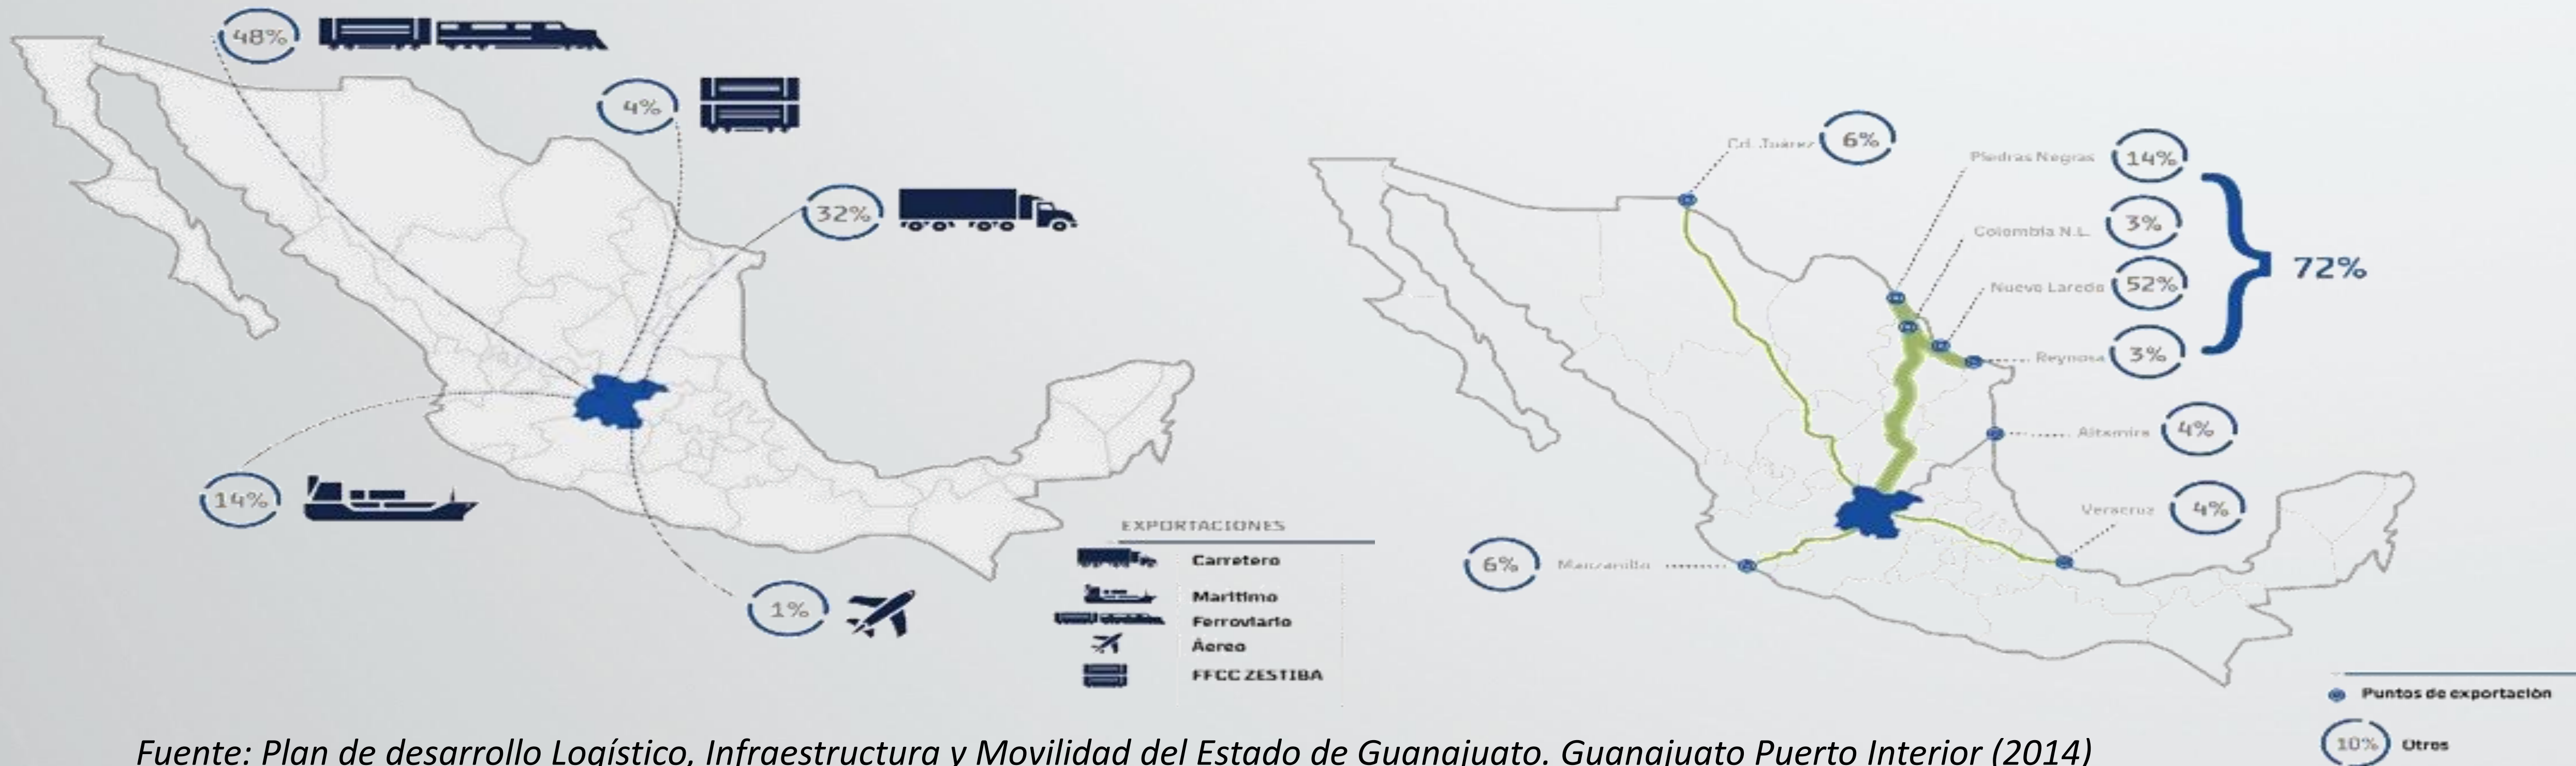 48%
4%
32%
14%
1%
EXPORTACIONES
Carretero
Marítimo
Ferroviario
Áereo
FFCC ZESTIBA
Cd. Juárez 6%
Piedras Negras 14%
Colombia N.L. 3%
Nuevo Laredo 52%
Reynosa 3%
72%
Altamira 4%
Veracruz 4%
6% Manzanillo
Puntos de exportación
10% Otros
Fuente: Plan de desarrollo Logístico, Infraestructura y Movilidad del Estado de Guanajuato. Guanajuato Puerto Interior (2014)